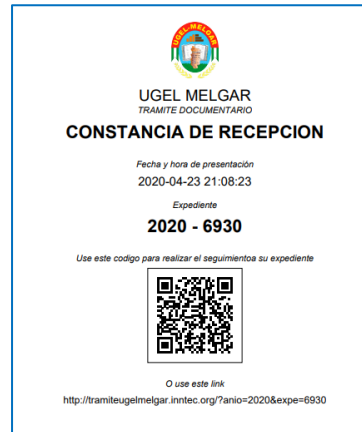 UGEL-MELGAR
UGEL MELGAR
TRAMITE DOCUMENTARIO
CONSTANCIA DE RECEPCION
Fecha y hora de presentación
2020-04-23 21:08:23
Expediente
2020 - 6930
Use este codigo para realizar el seguimientoa su expediente
O use este link
http://tramiteugelmelgar.inntec.org/?anio=2020&expe=6930